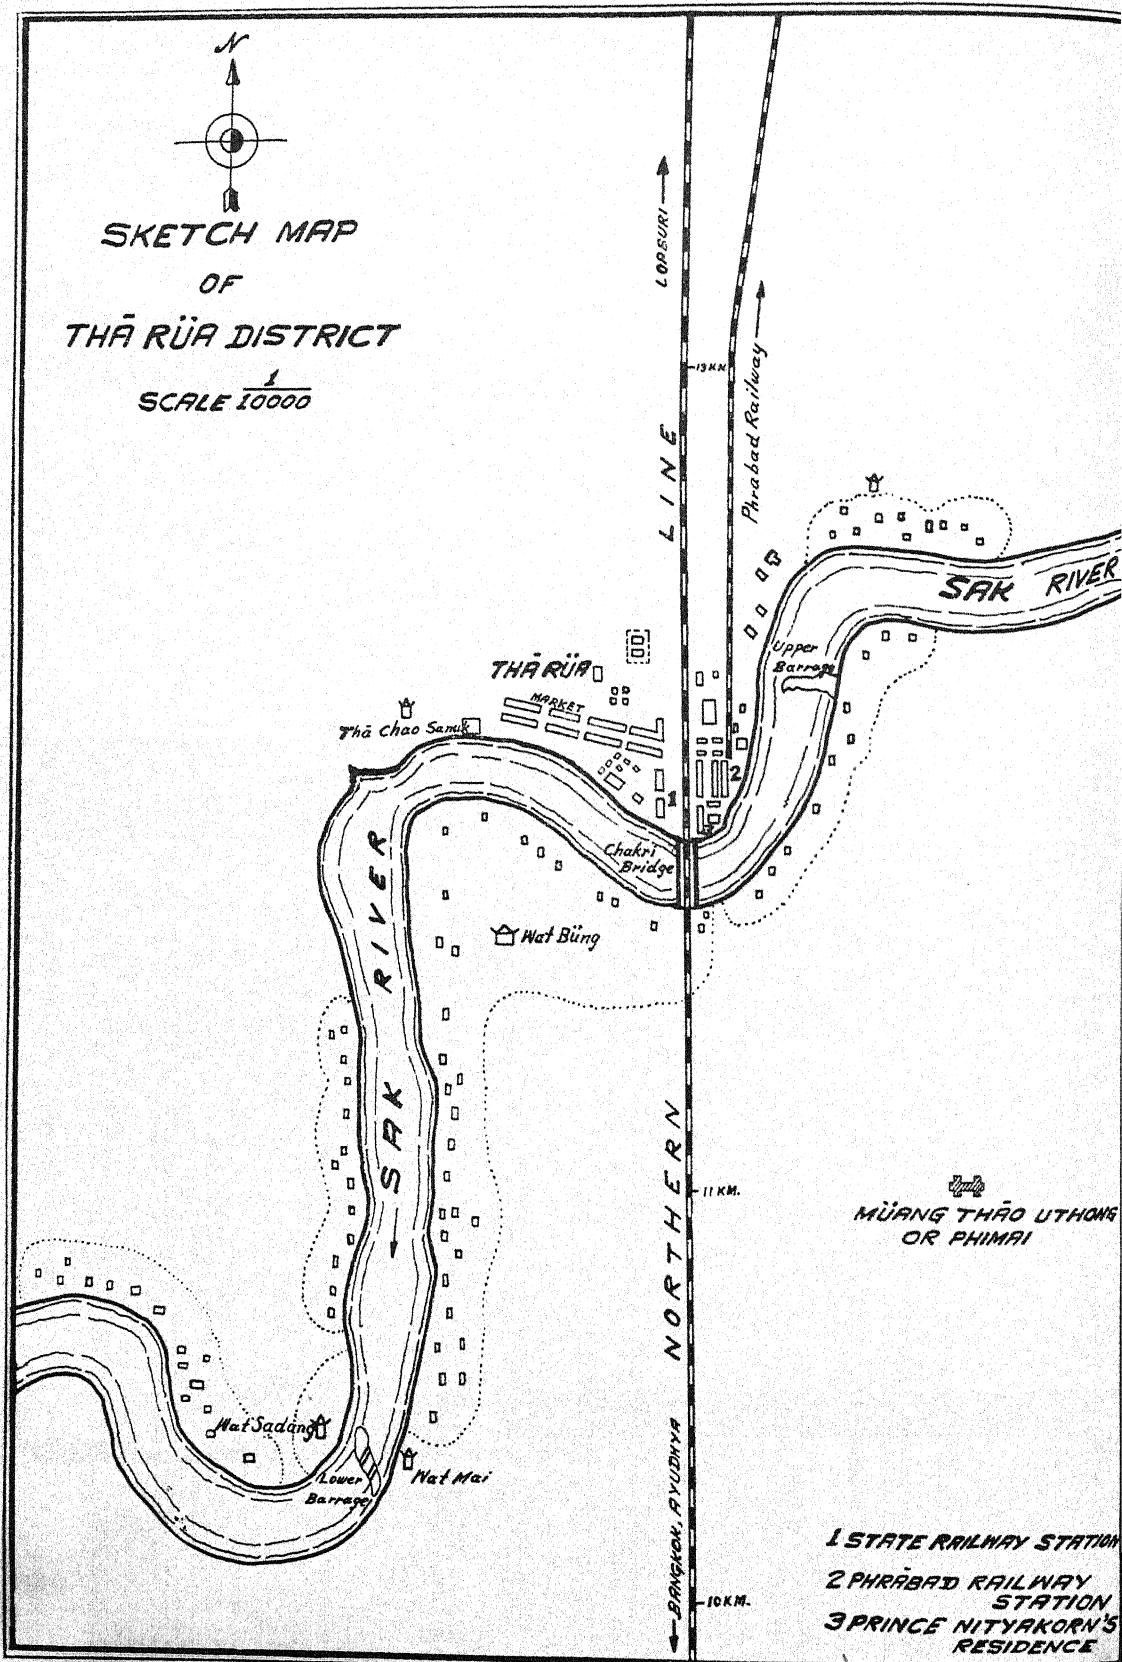 N
SKETCH MAP
OF
THĀ RÜA DISTRICT
SCALE 1/10000
LOPBURI
Phrabad Railway
13 KM
LINE
SAK RIVER
Upper
Barrage
THĀ RÜA
MARKET
Thā Chao Sanuk
1
2
3
Chakri
Bridge
RIVER
Wat Büng
SAK
NORTHERN
11 KM.
MÜANG THĀO UTHONG
OR PHIMAI
Wat Sadang
Lower
Barrage
Wat Mai
BANGKOK, AYUDHYA
10 KM.
1 STATE RAILWAY STATION
2 PHRĀBAD RAILWAY
STATION
3 PRINCE NITYAKORN'S
RESIDENCE